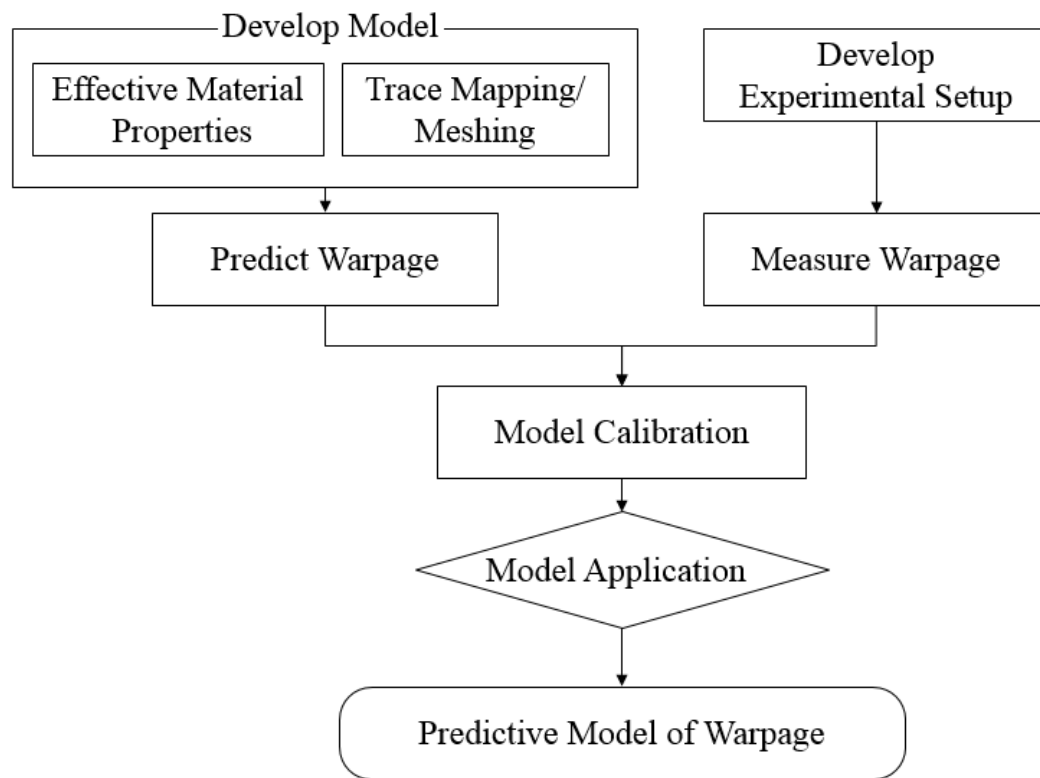 Develop Model
Effective Material
Properties
Trace Mapping/
Meshing
Develop
Experimental Setup
Predict Warpage
Measure Warpage
Model Calibration
Model Application
Predictive Model of Warpage